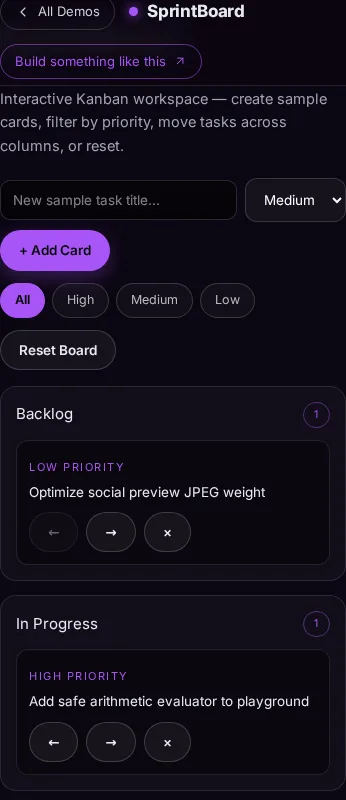 All Demos
SprintBoard
Build something like this ↗
Interactive Kanban workspace — create sample
cards, filter by priority, move tasks across
columns, or reset.
New sample task title...
Medium
+ Add Card
All
High
Medium
Low
Reset Board
Backlog
1
LOW PRIORITY
Optimize social preview JPEG weight
← → ×
In Progress
1
HIGH PRIORITY
Add safe arithmetic evaluator to playground
← → ×